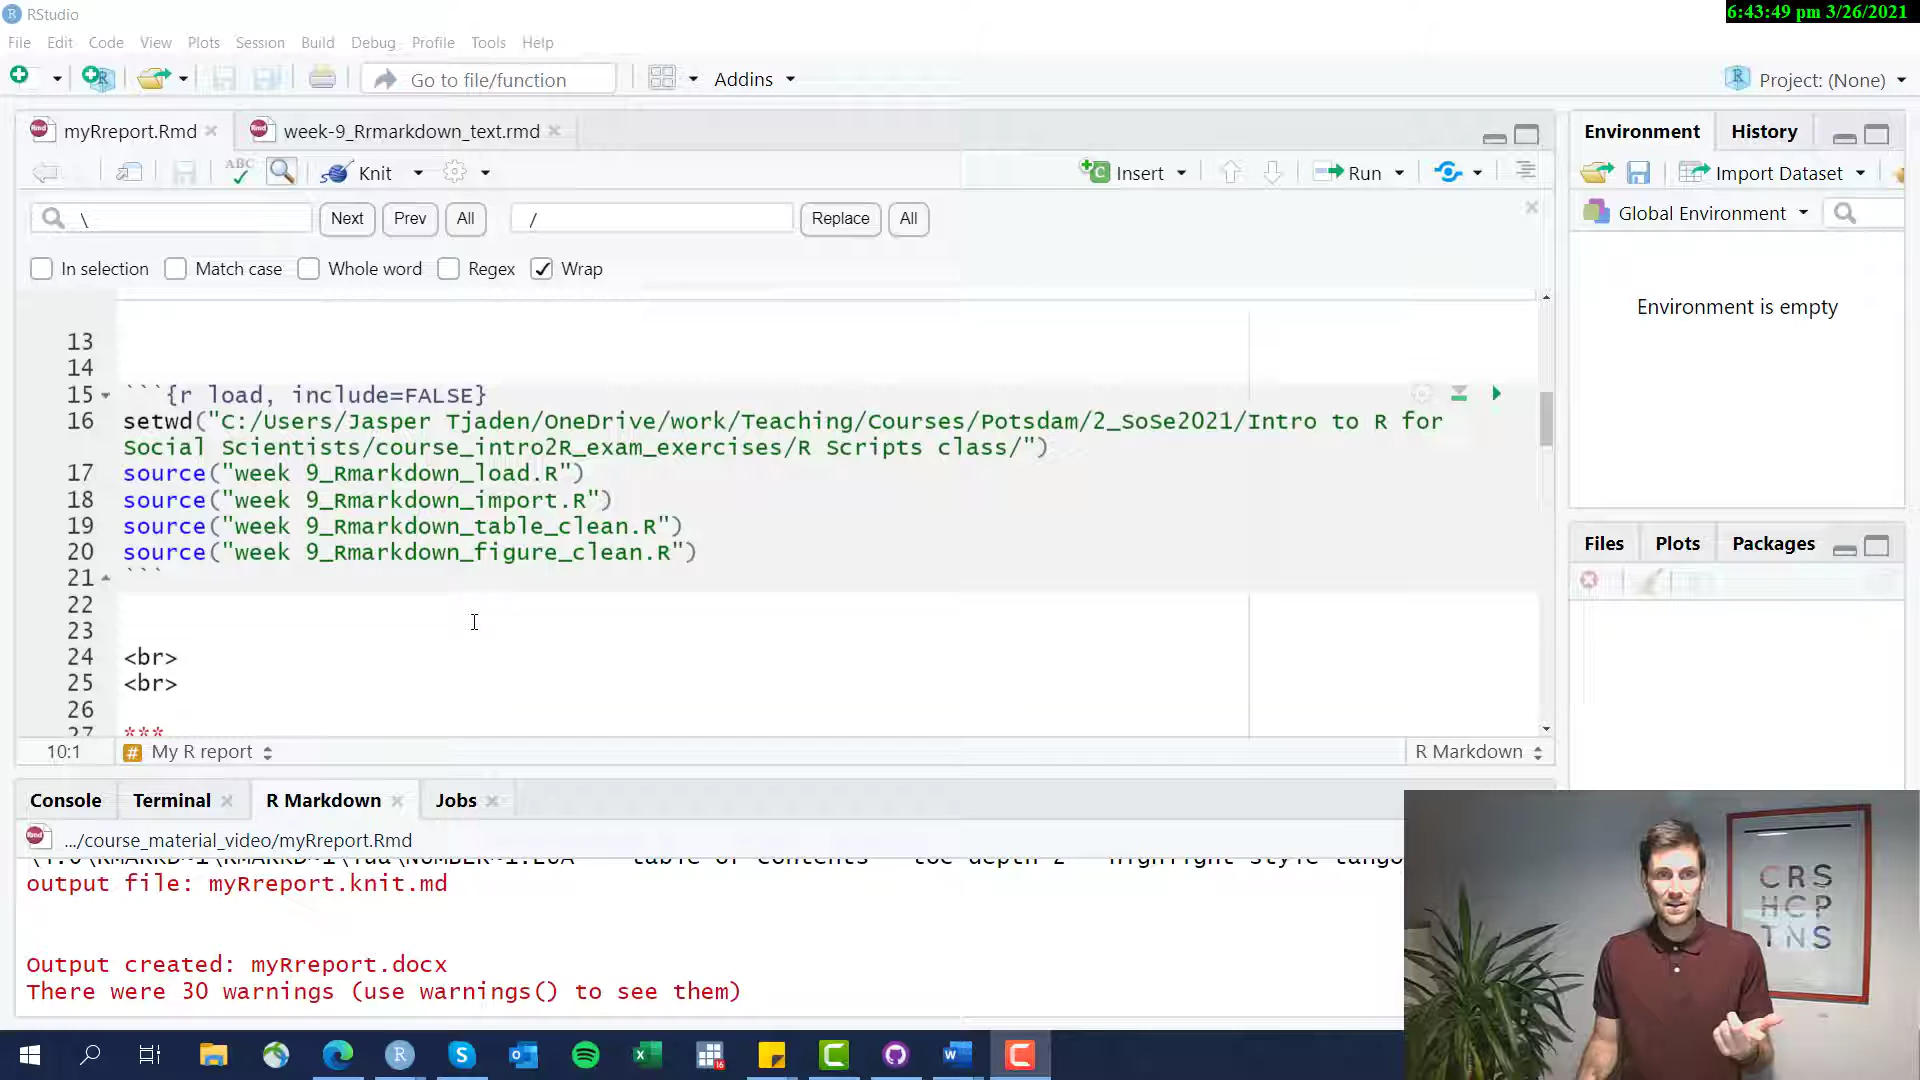 RStudio
6:43:49 pm 3/26/2021
File Edit Code View Plots Session Build Debug Profile Tools Help
Go to file/function
Addins
Project: (None)
myRreport.Rmd
week-9_Rrmarkdown_text.rmd
ABC
Knit
Insert
Run
\
Next
Prev
All
/
Replace
All
In selection
Match case
Whole word
Regex
Wrap
13
14
15 ```{r load, include=FALSE}
16 setwd("C:/Users/Jasper Tjaden/OneDrive/work/Teaching/Courses/Potsdam/2_SoSe2021/Intro to R for
Social Scientists/course_intro2R_exam_exercises/R Scripts class/")
17 source("week 9_Rmarkdown_load.R")
18 source("week 9_Rmarkdown_import.R")
19 source("week 9_Rmarkdown_table_clean.R")
20 source("week 9_Rmarkdown_figure_clean.R")
21 ```
22
23
24 <br>
25 <br>
26
27 ***
10:1
# My R report
R Markdown
Environment
History
Import Dataset
Global Environment
Environment is empty
Files
Plots
Packages
Console
Terminal
R Markdown
Jobs
.../course_material_video/myRreport.Rmd
output file: myRreport.knit.md
Output created: myRreport.docx
There were 30 warnings (use warnings() to see them)
CRS
HCP
TNS